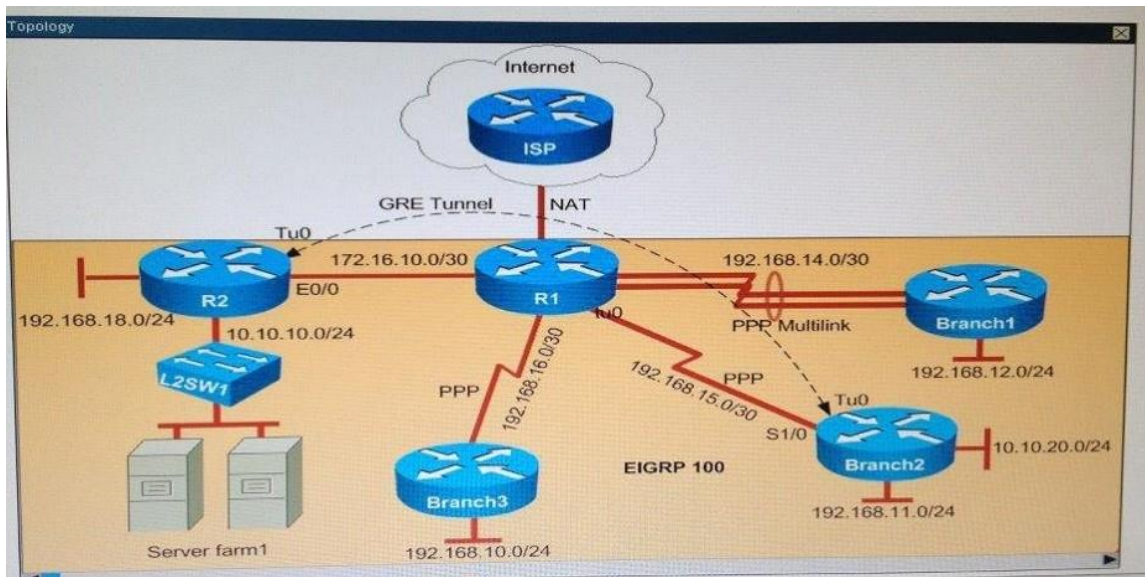 Topology
Internet
ISP
GRE Tunnel
NAT
Tu0
172.16.10.0/30
192.168.14.0/30
R2
E0/0
R1
tu0
Branch1
192.168.18.0/24
10.10.10.0/24
PPP Multilink
192.168.12.0/24
L2SW1
PPP
192.168.16.0/30
PPP
192.168.15.0/30
Tu0
S1/0
10.10.20.0/24
Branch3
EIGRP 100
Branch2
192.168.11.0/24
Server farm1
192.168.10.0/24